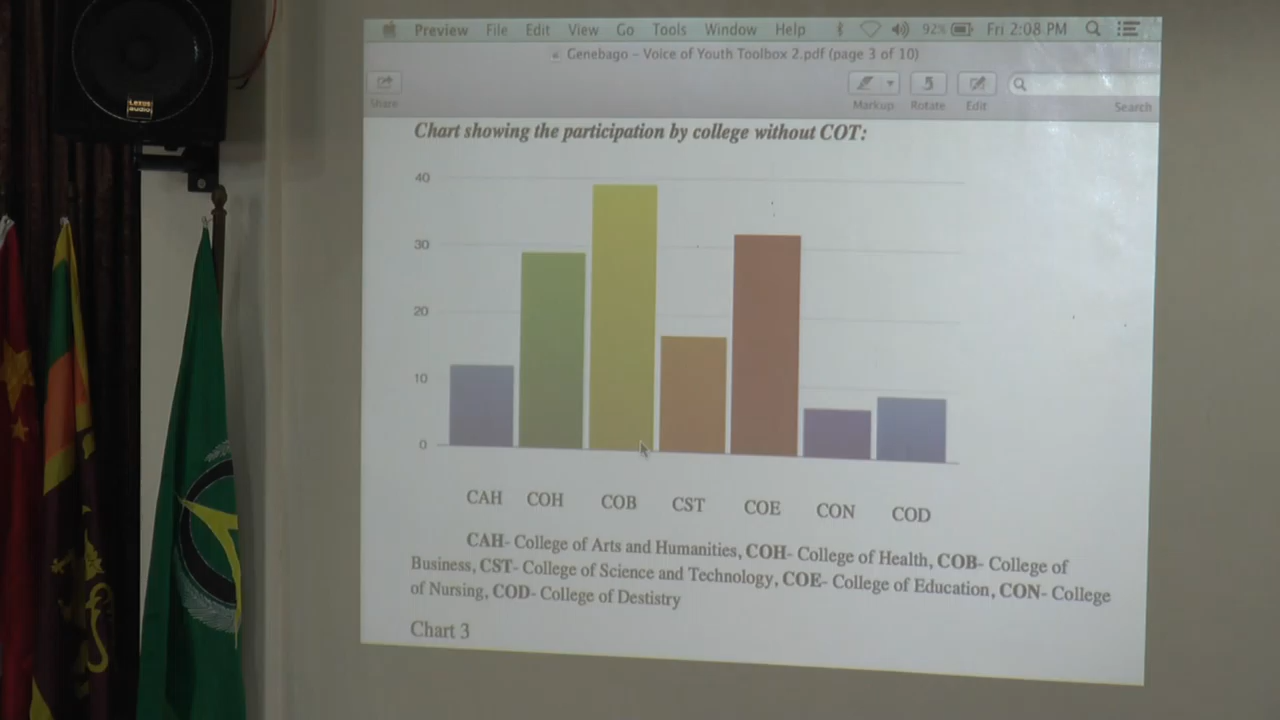 Preview File Edit View Go Tools Window Help 92% Fri 2:08 PM
Genebago – Voice of Youth Toolbox 2.pdf (page 3 of 10)
Share Markup Rotate Edit Search
Chart showing the participation by college without COT:
40
30
20
10
0
CAH COH COB CST COE CON COD
CAH- College of Arts and Humanities, COH- College of Health, COB- College of
Business, CST- College of Science and Technology, COE- College of Education, CON- College
of Nursing, COD- College of Destistry
Chart 3
LEXUS
audio